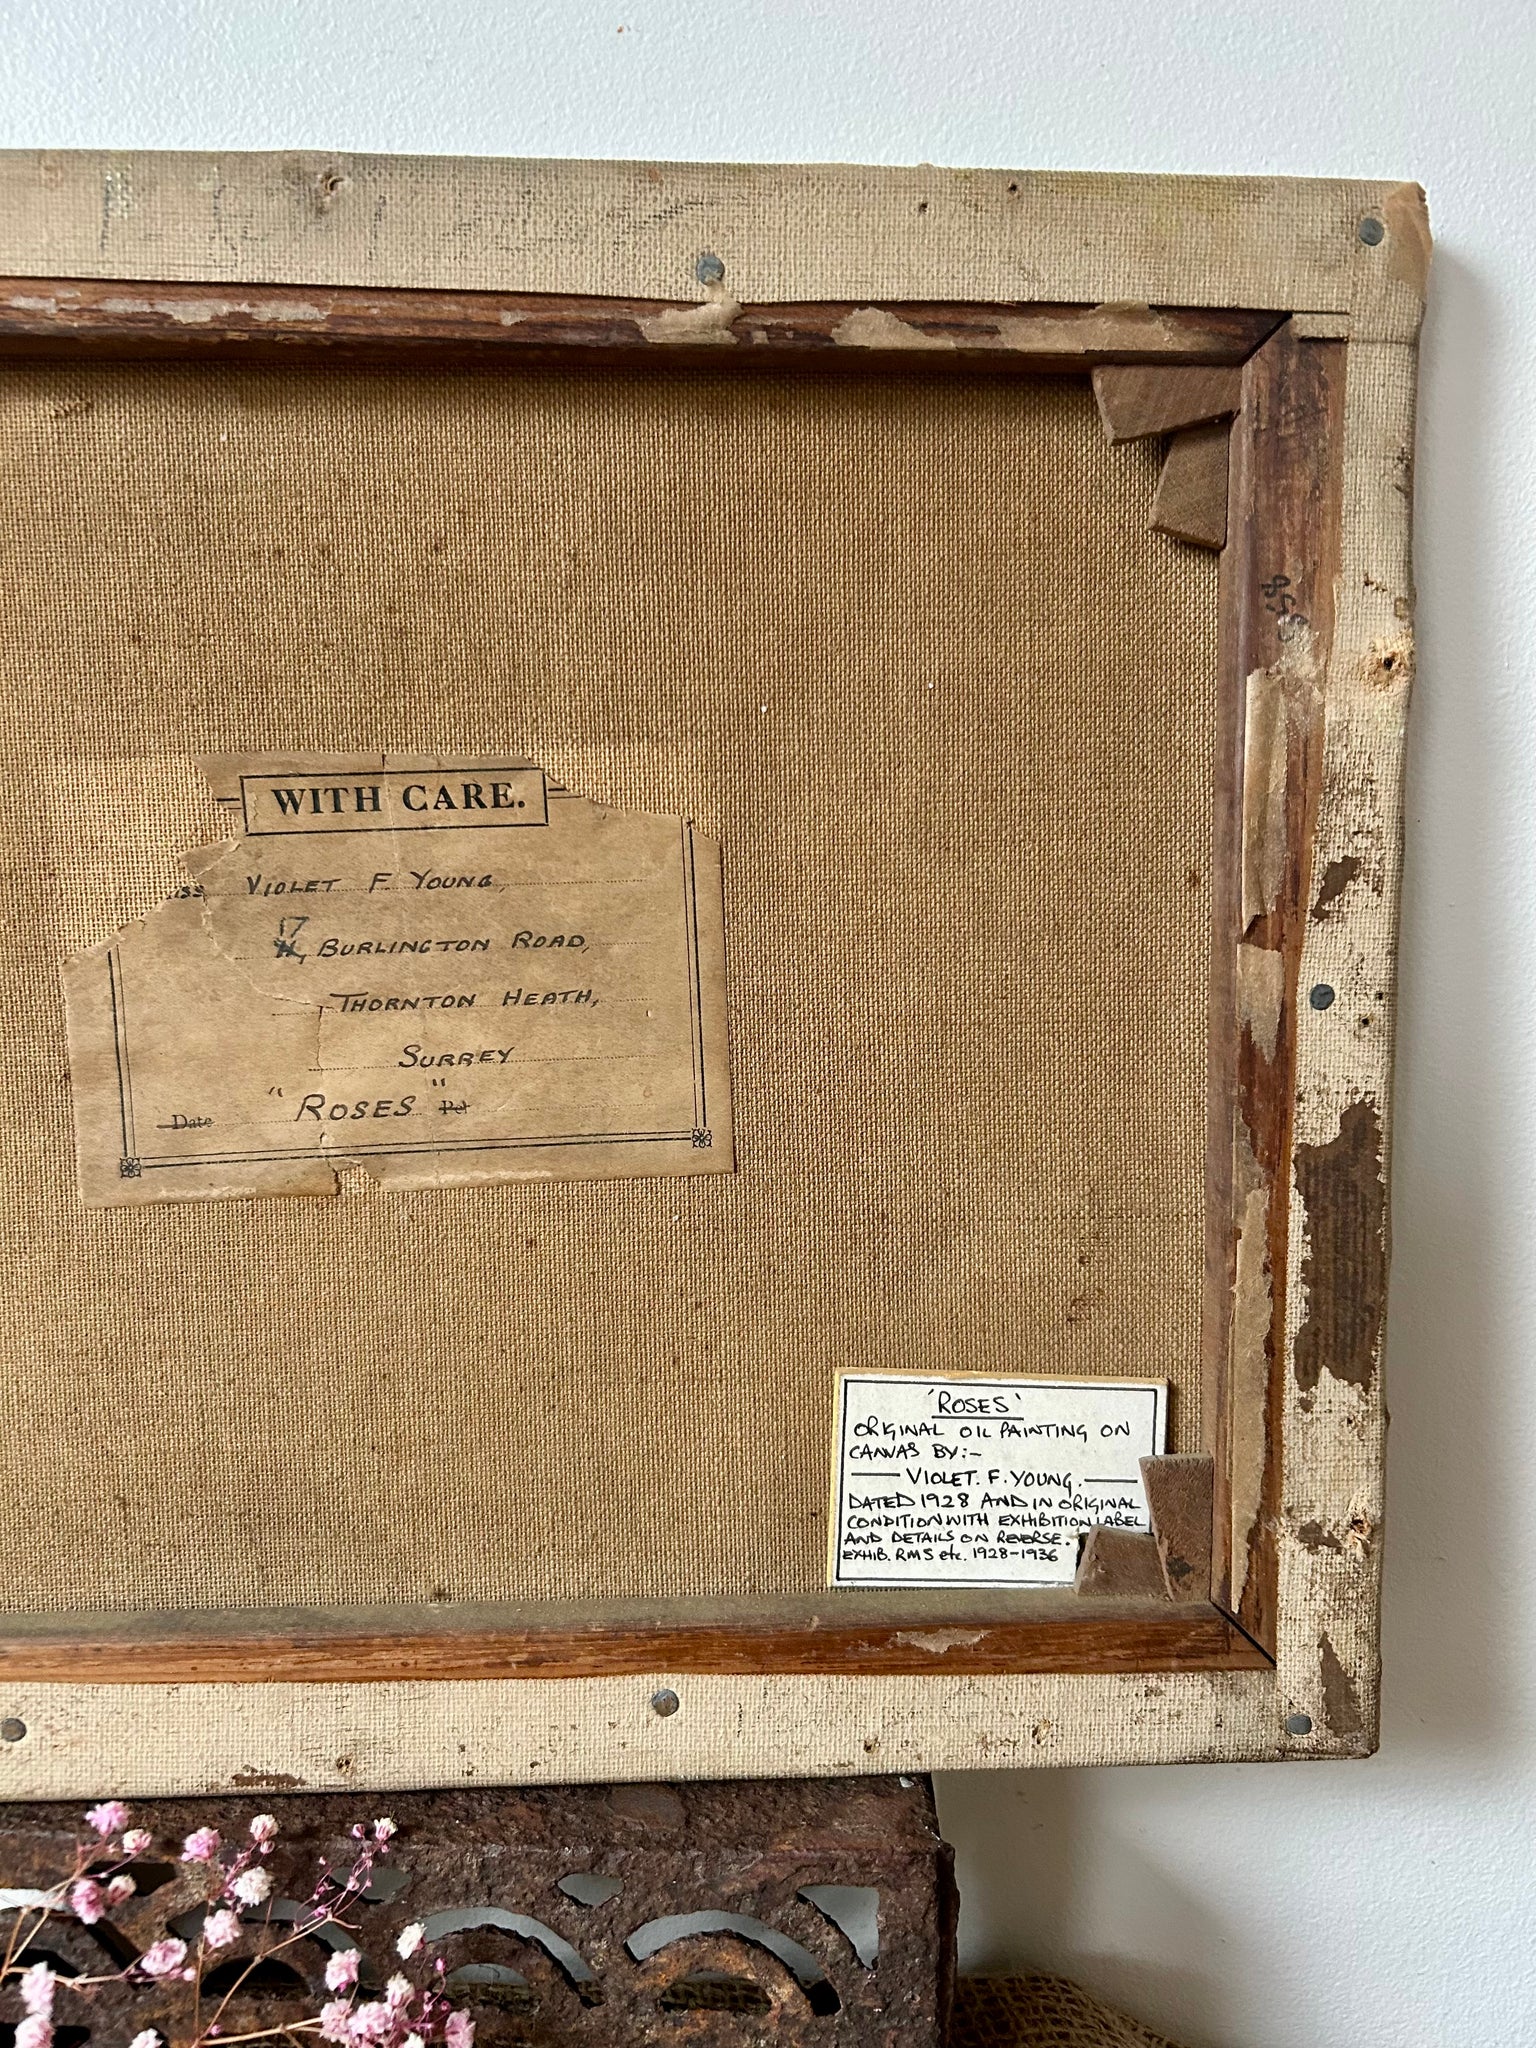 858
WITH CARE.
VIOLET F YOUNG,
17, BURLINGTON ROAD,
THORNTON HEATH,
SURREY
Date "ROSES" Per
'ROSES'
ORIGINAL OIL PAINTING ON
CANVAS BY:-
VIOLET. F. YOUNG.
DATED 1928 AND IN ORIGINAL
CONDITION WITH EXHIBITION LABEL
AND DETAILS ON REVERSE.
EXHIB. RMS etc. 1928-1936